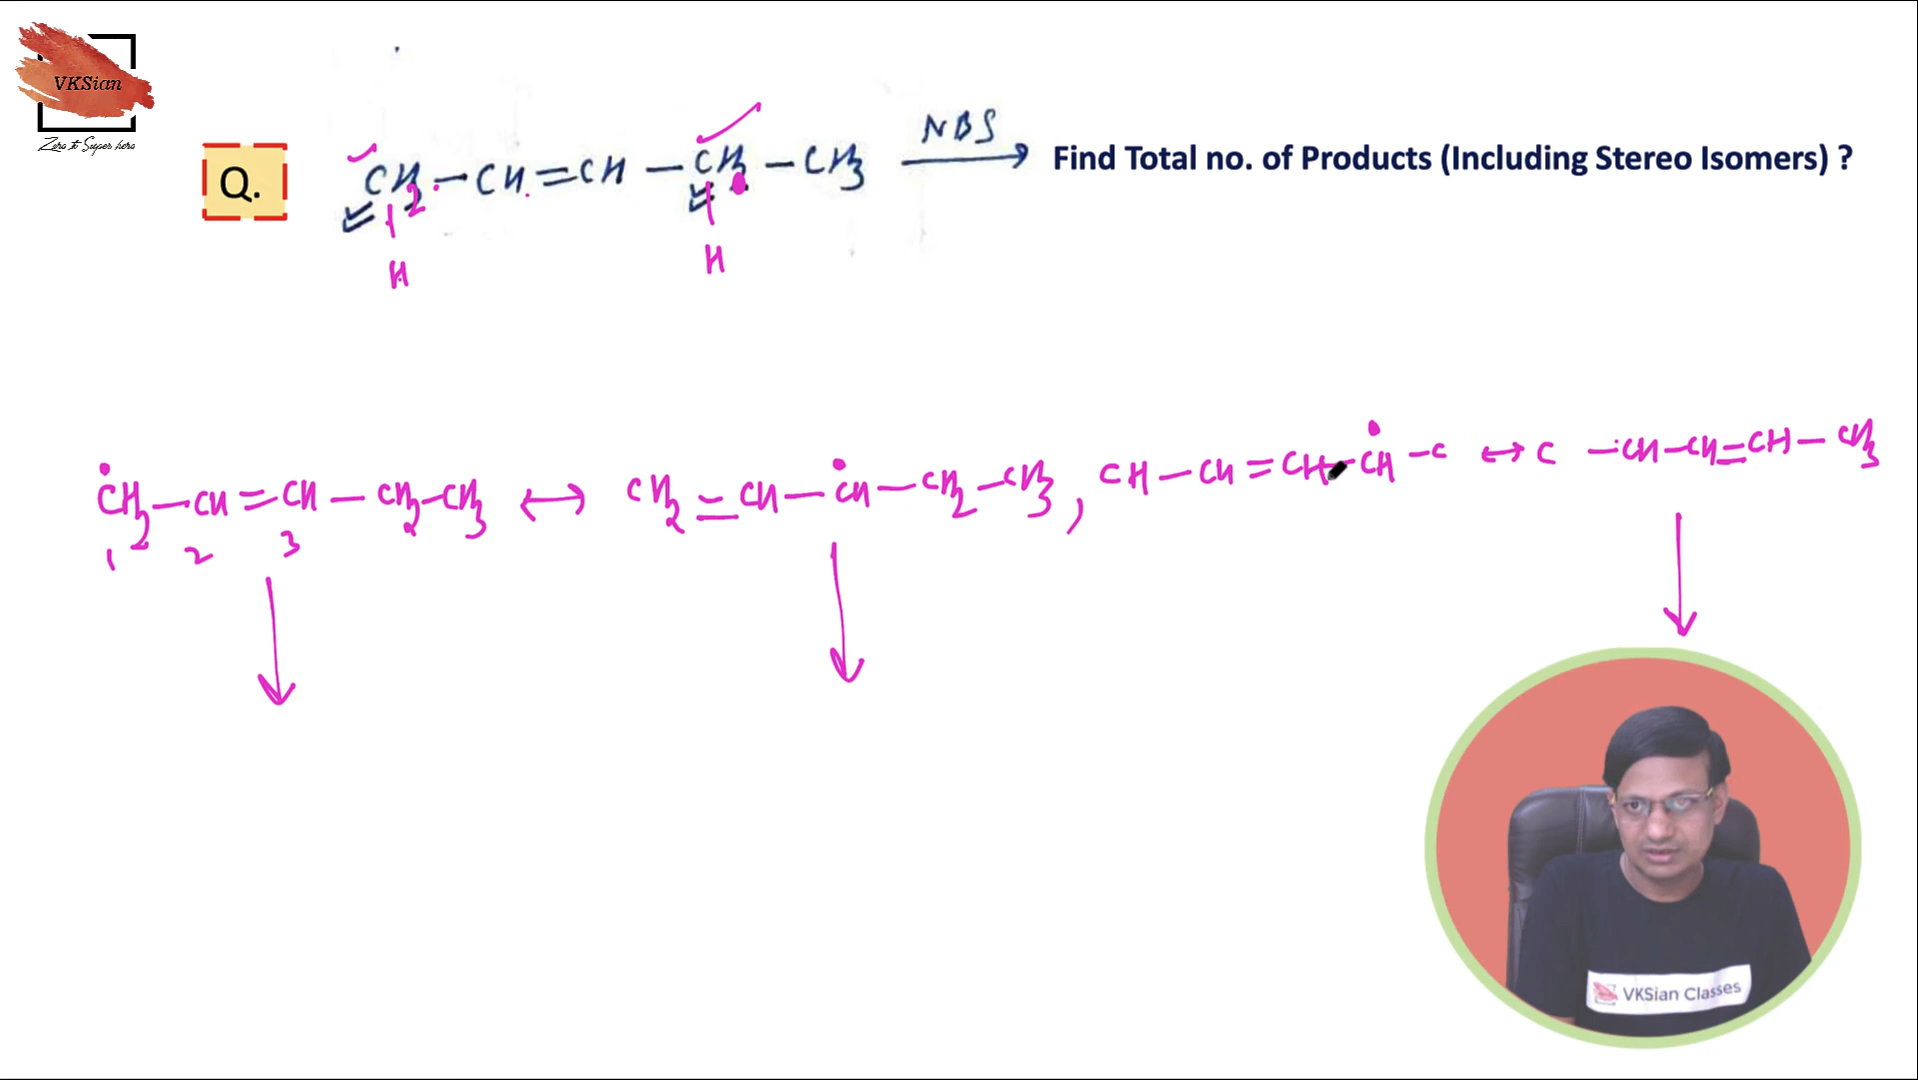 VKSian
Zero to Super hero
Q. CH3 – CH = CH – CH2 – CH3 NBS → Find Total no. of Products (Including Stereo Isomers) ?
H H
ĊH2 – CH = CH – CH2 – CH3 ↔ CH2 = CH – ĊH – CH2 – CH3 , CH – CH = CH – ĊH – C ↔ C – ĊH – CH = CH – CH3
1 2 3
VKSian Classes